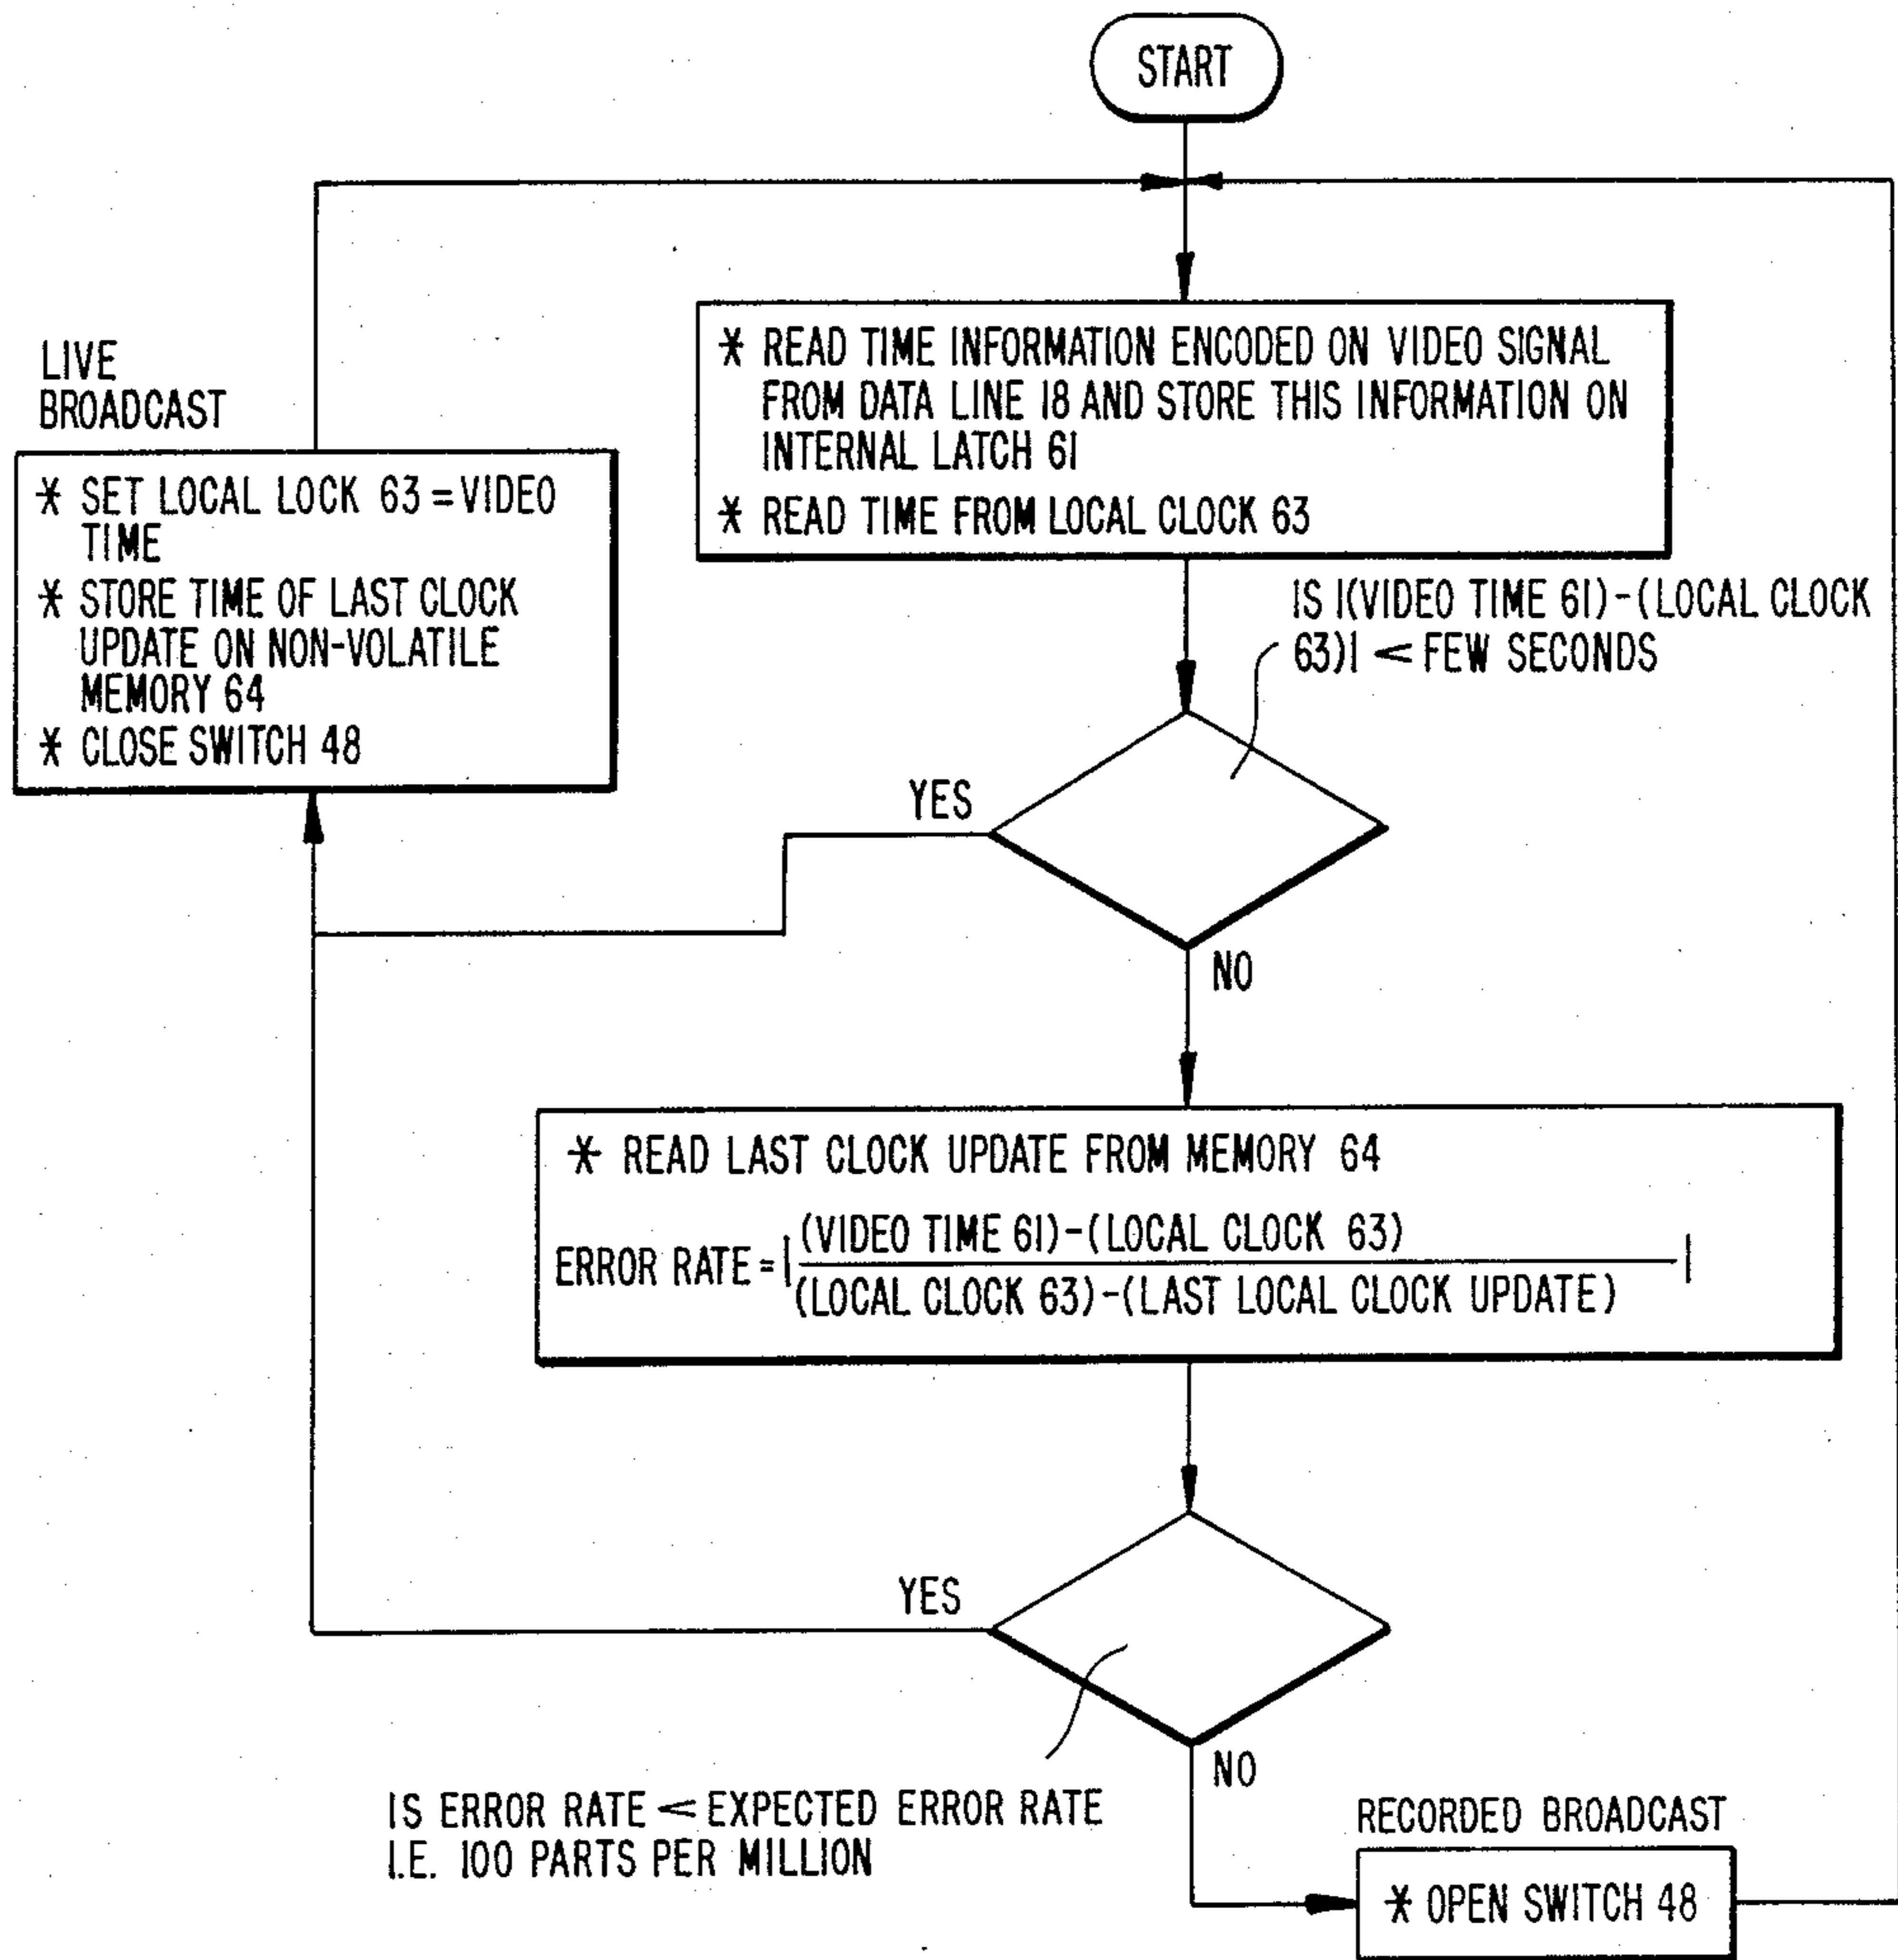 START
* READ TIME INFORMATION ENCODED ON VIDEO SIGNAL
FROM DATA LINE 18 AND STORE THIS INFORMATION ON
INTERNAL LATCH 61
* READ TIME FROM LOCAL CLOCK 63
LIVE
BROADCAST
* SET LOCAL LOCK 63 = VIDEO
TIME
* STORE TIME OF LAST CLOCK
UPDATE ON NON-VOLATILE
MEMORY 64
* CLOSE SWITCH 48
IS |(VIDEO TIME 61)-(LOCAL CLOCK
63)| < FEW SECONDS
YES
NO
* READ LAST CLOCK UPDATE FROM MEMORY 64
ERROR RATE = | (VIDEO TIME 61)-(LOCAL CLOCK 63)
(LOCAL CLOCK 63)-(LAST LOCAL CLOCK UPDATE) |
YES
NO
IS ERROR RATE < EXPECTED ERROR RATE
I.E. 100 PARTS PER MILLION
RECORDED BROADCAST
* OPEN SWITCH 48